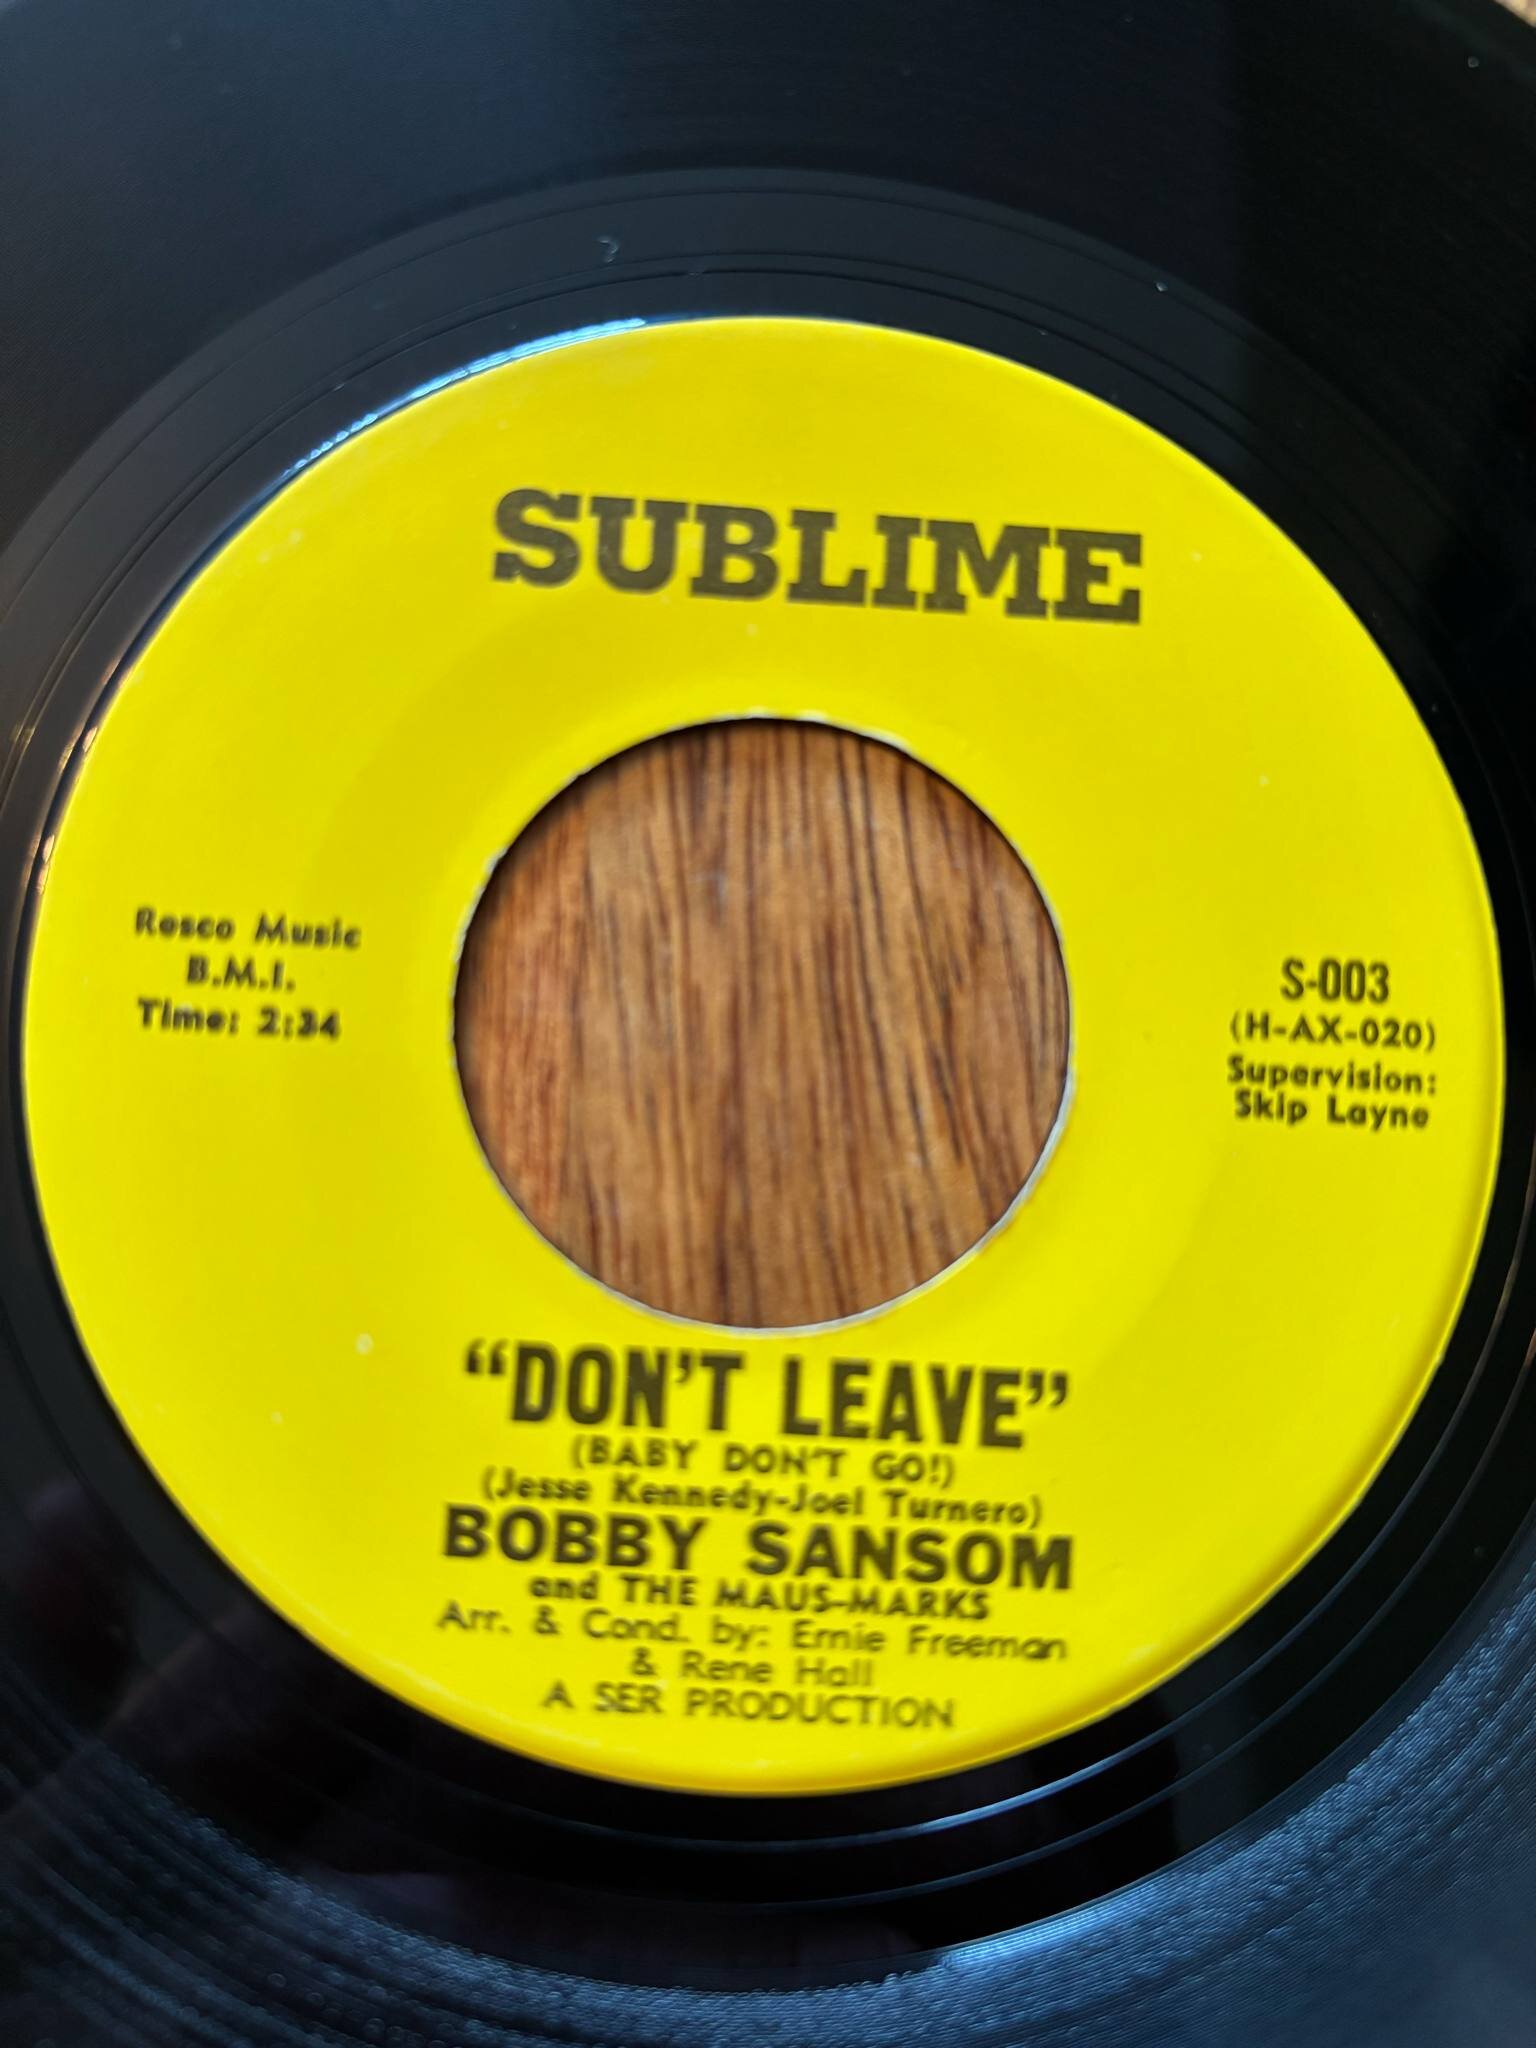 SUBLIME
Rosco Music
B.M.I.
Time: 2:34
S-003
(H-AX-020)
Supervision:
Skip Layne
“DON'T LEAVE”
(BABY DON'T GO!)
(Jesse Kennedy-Joel Turnero)
BOBBY SANSOM
and THE MAUS-MARKS
Arr. & Cond. by: Ernie Freeman
& Rene Hall
A SER PRODUCTION